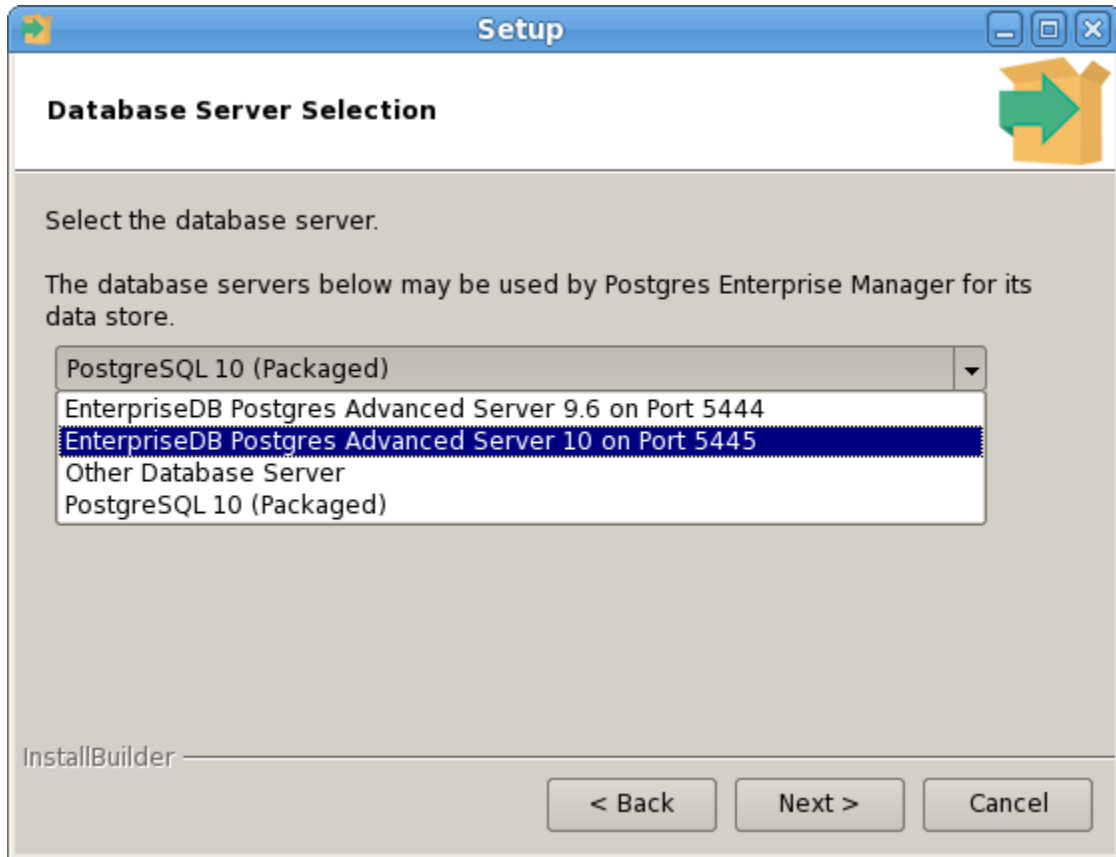 Setup
Database Server Selection
Select the database server.
The database servers below may be used by Postgres Enterprise Manager for its
data store.
PostgreSQL 10 (Packaged)
EnterpriseDB Postgres Advanced Server 9.6 on Port 5444
EnterpriseDB Postgres Advanced Server 10 on Port 5445
Other Database Server
PostgreSQL 10 (Packaged)
InstallBuilder
< Back Next > Cancel